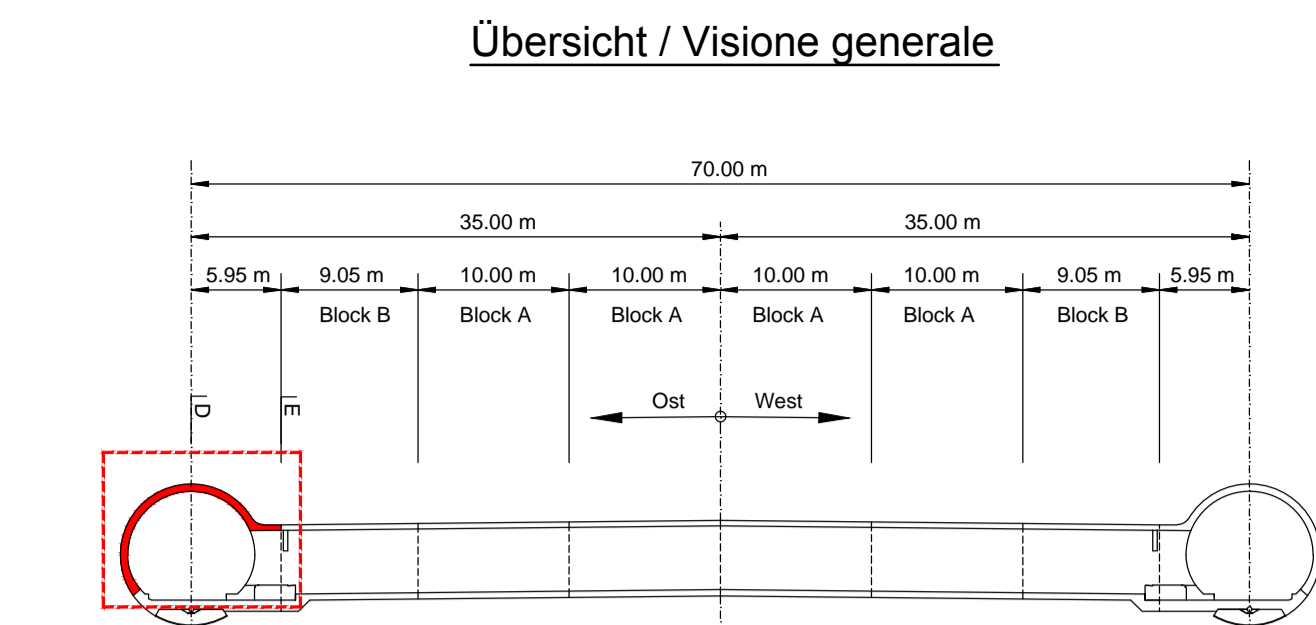 Übersicht / Visione generale
70.00 m
35.00 m 35.00 m
5.95 m 9.05 m 10.00 m 10.00 m 10.00 m 10.00 m 9.05 m 5.95 m
Block B Block A Block A Block A Block A Block B
D E Ost West